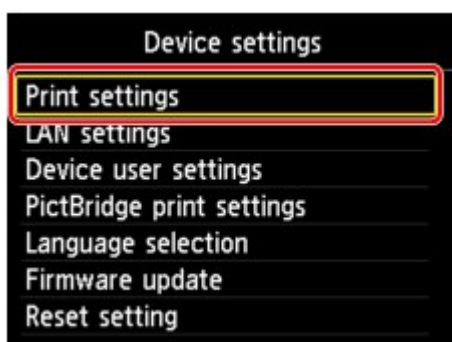 Device settings
Print settings
LAN settings
Device user settings
PictBridge print settings
Language selection
Firmware update
Reset setting